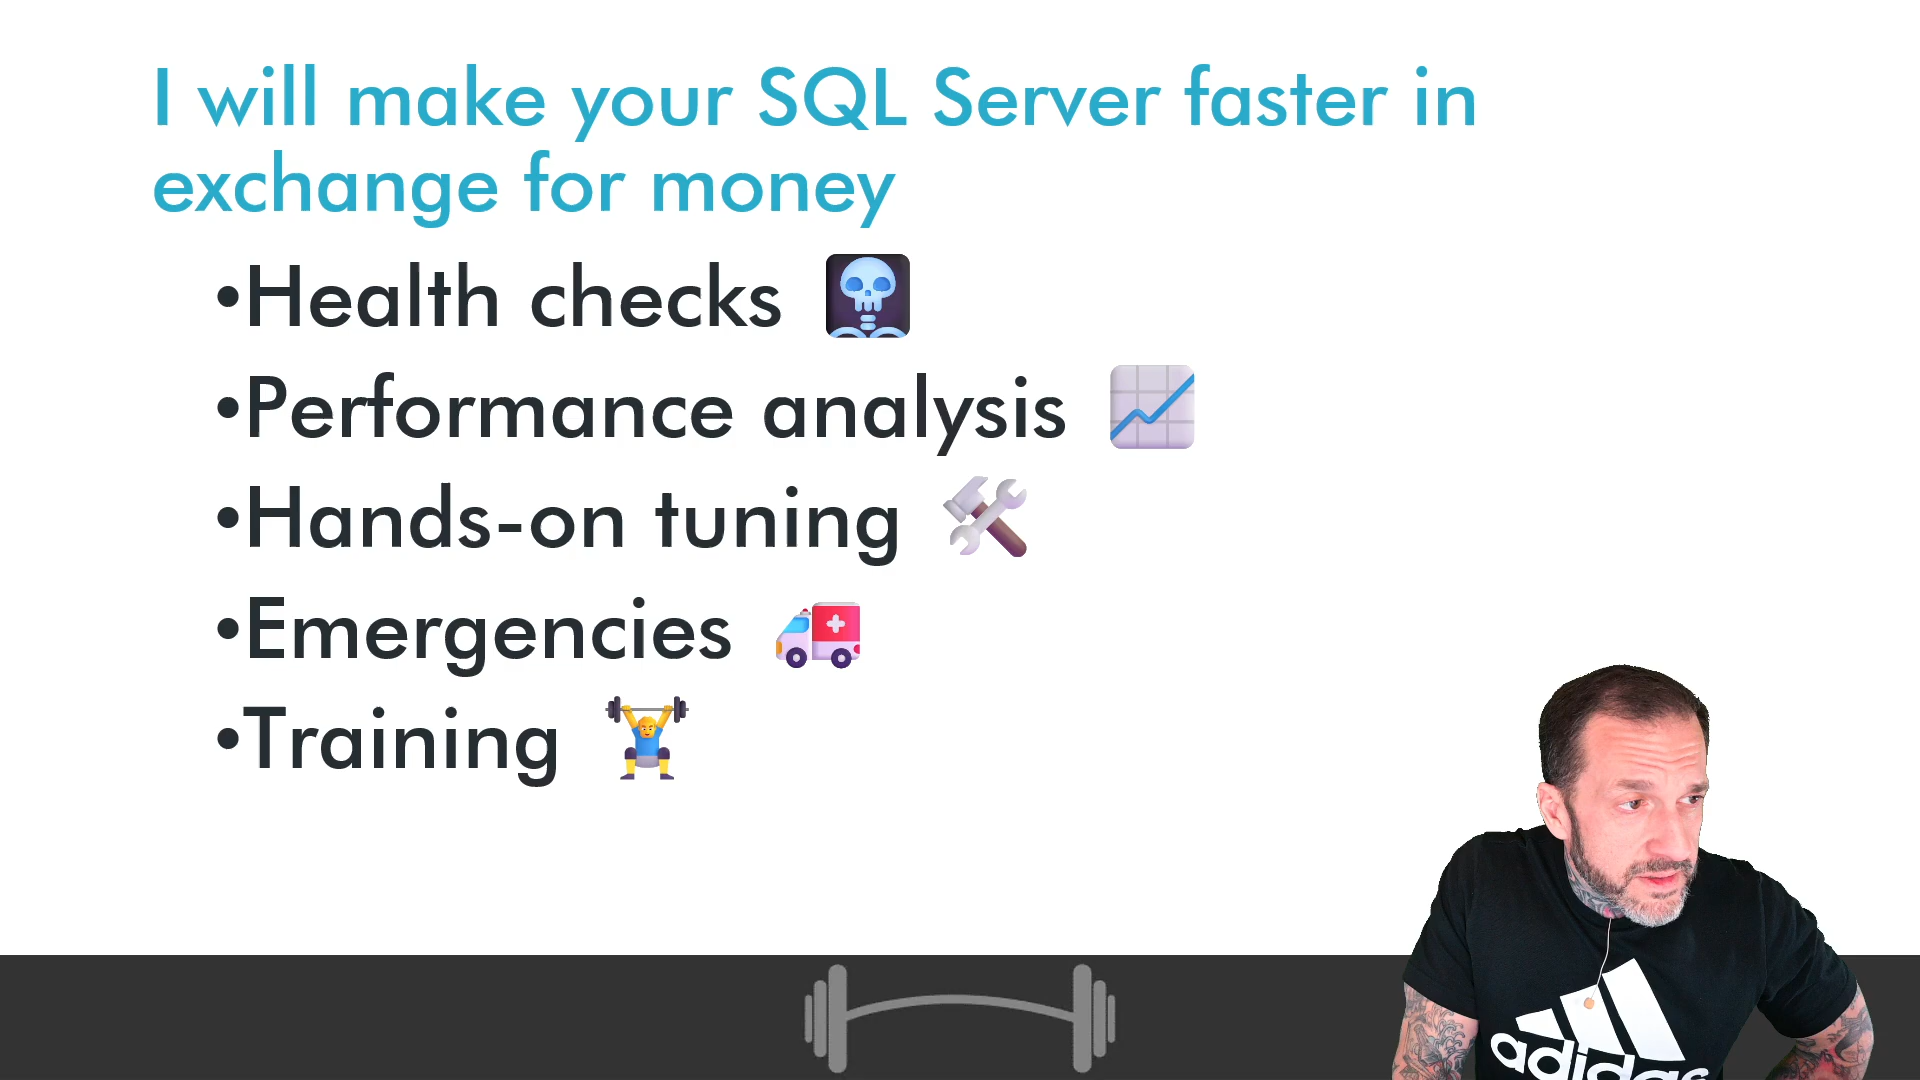 I will make your SQL Server faster in
exchange for money
•Health checks
•Performance analysis
•Hands-on tuning
•Emergencies
•Training
adidas